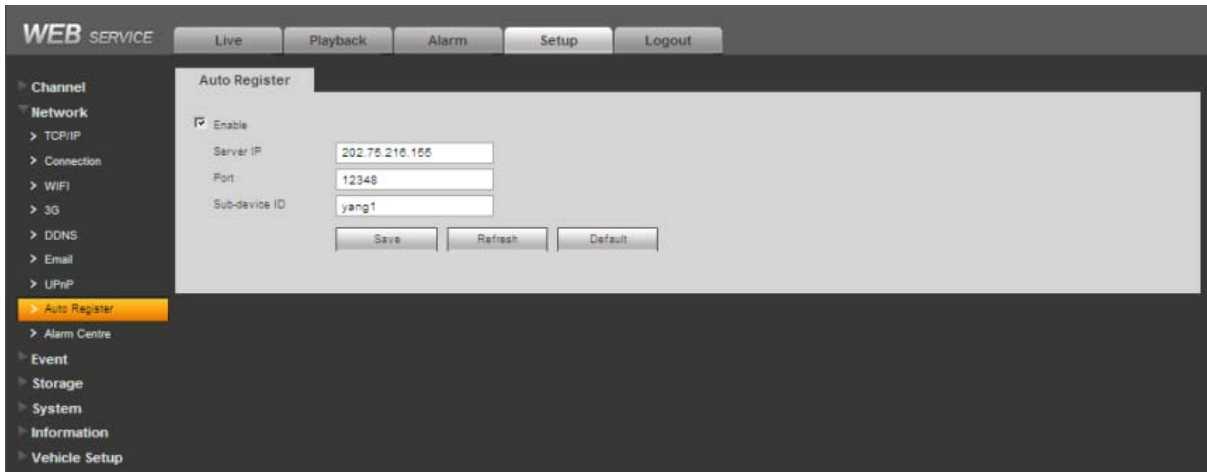 WEB SERVICE
Live Playback Alarm Setup Logout
Channel
Network
> TCP/IP
> Connection
> WIFI
> 3G
> DDNS
> Email
> UPnP
> Auto Register
> Alarm Centre
Event
Storage
System
Information
Vehicle Setup
Auto Register
Enable
Server IP 202.75.216.155
Port 12348
Sub-device ID yang1
Save Refresh Default